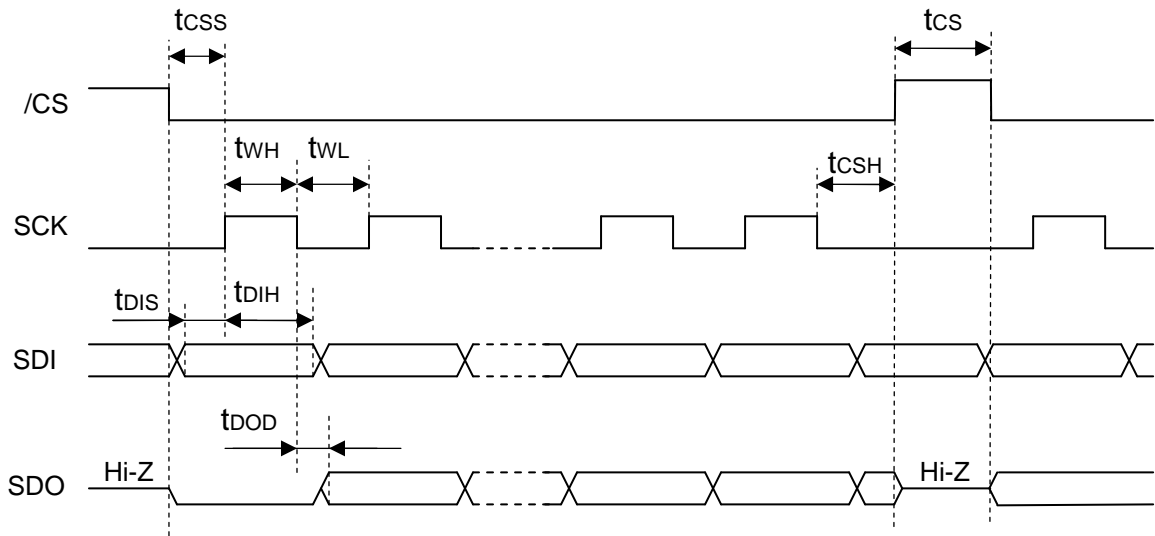 tCSS tCS
/CS
tWH tWL tCSH
SCK
tDIS tDIH
SDI
tDOD
Hi-Z Hi-Z
SDO